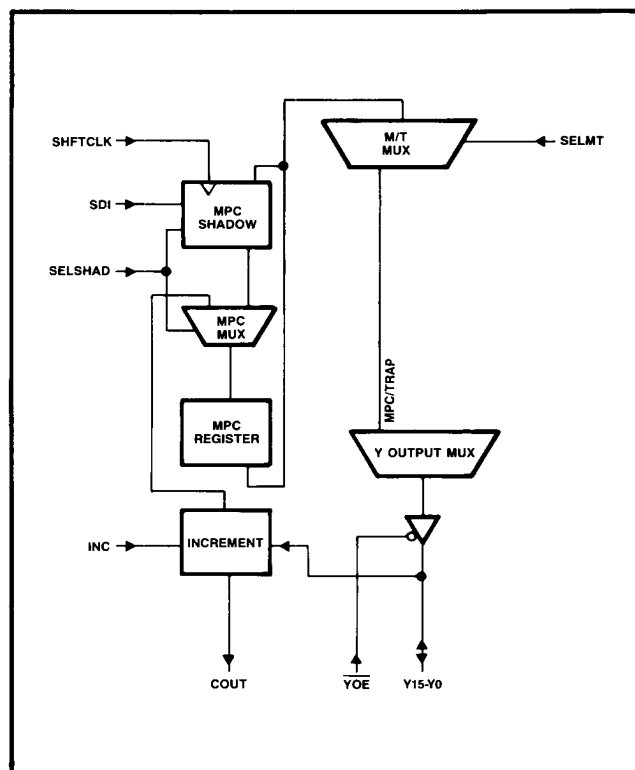 SHFTCLK
M/T
MUX
SELMT
SDI
MPC
SHADOW
SELSHAD
MPC
MUX
MPC/TRAP
MPC
REGISTER
Y OUTPUT MUX
INC
INCREMENT
COUT
YOE
Y15-Y0